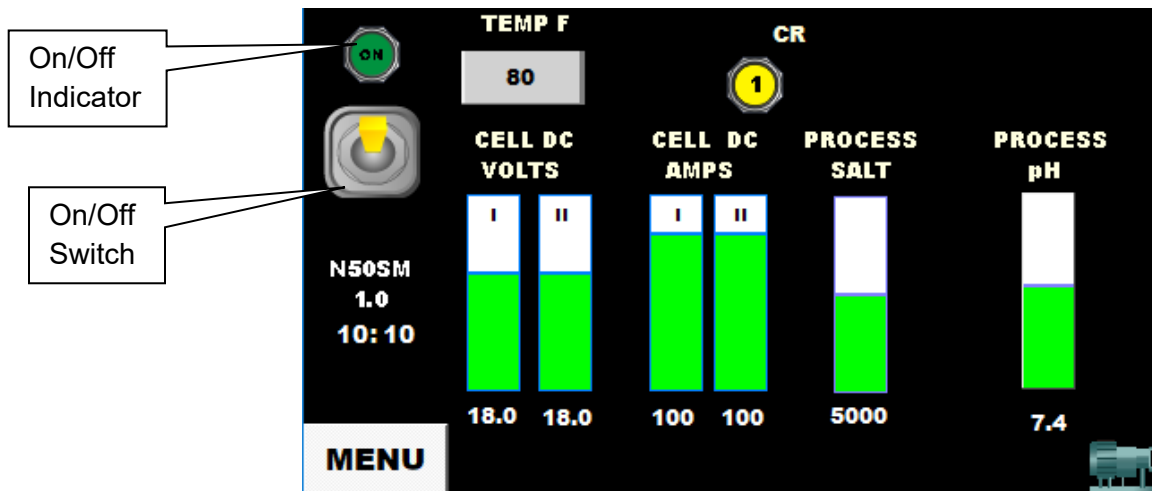 On/Off
Indicator
On/Off
Switch
ON
TEMP F
80
CR
1
CELL DC
VOLTS
CELL DC
AMPS
PROCESS
SALT
PROCESS
pH
I
II
I
II
N50SM
1.0
10:10
18.0
18.0
100
100
5000
7.4
MENU